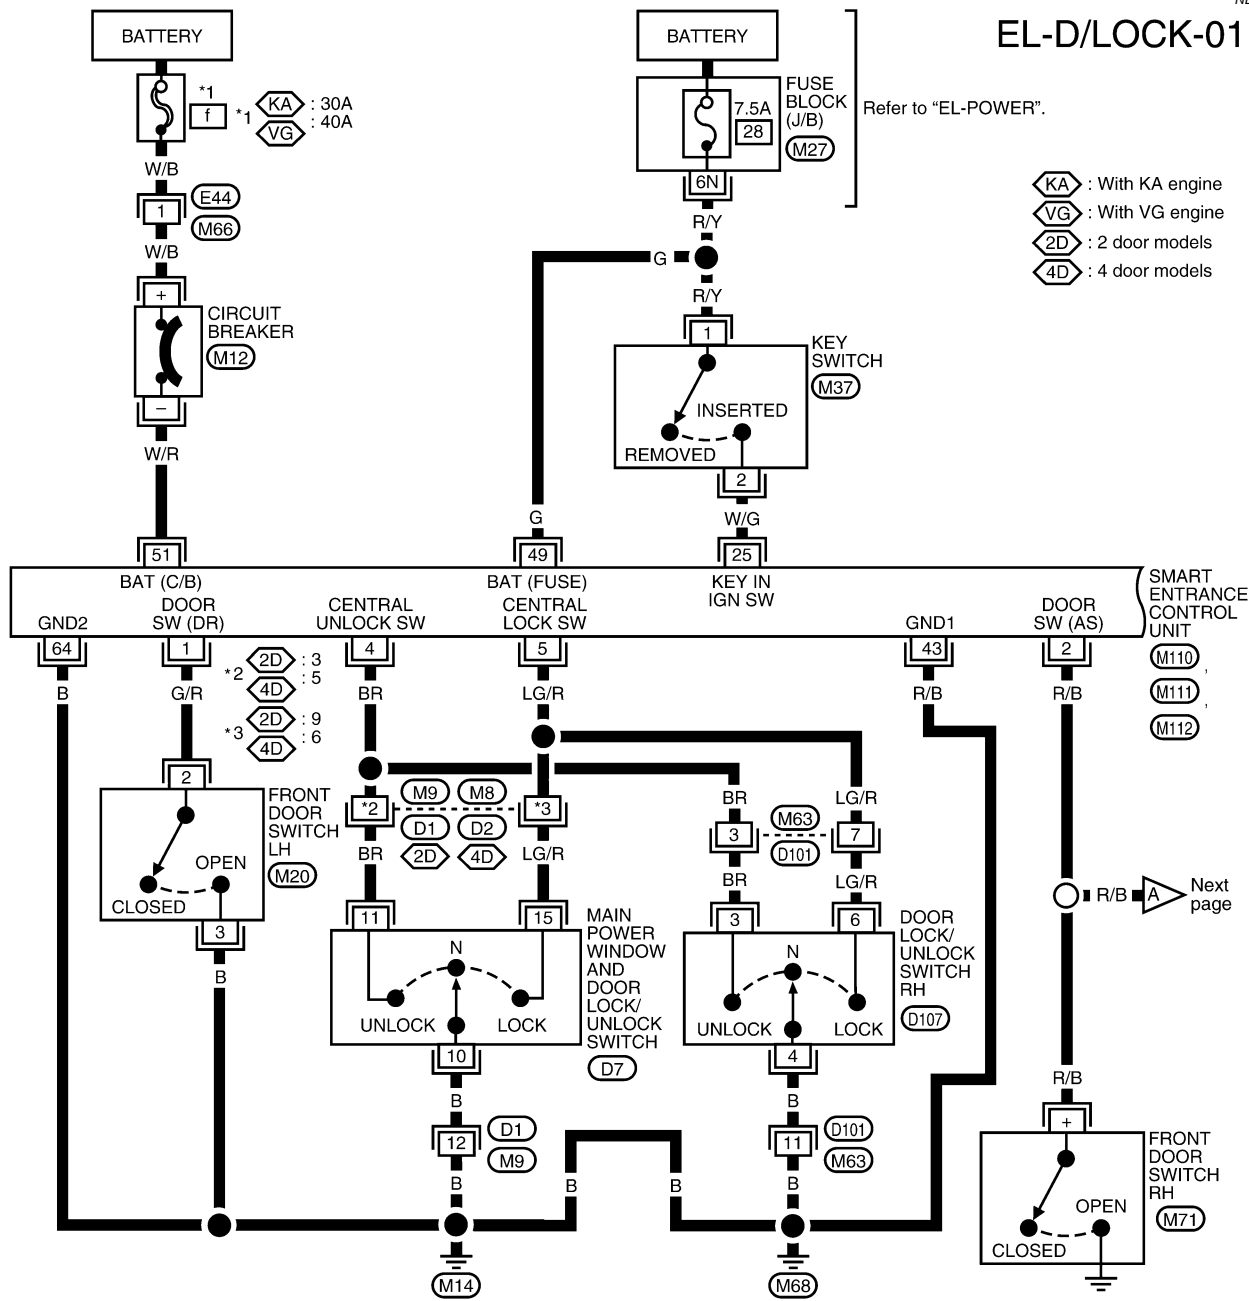 EL-D/LOCK-01
BATTERY
BATTERY
*1
f
*1 KA : 30A
VG : 40A
FUSE
BLOCK
(J/B)
M27
7.5A
28
Refer to “EL-POWER”.
6N
W/B
1
E44
M66
W/B
R/Y
G
R/Y
KA : With KA engine
VG : With VG engine
2D : 2 door models
4D : 4 door models
+
CIRCUIT
BREAKER
M12
–
W/R
1
KEY
SWITCH
M37
INSERTED
REMOVED
2
G
W/G
51
49
25
BAT (C/B)
BAT (FUSE)
KEY IN
IGN SW
GND2
DOOR
SW (DR)
CENTRAL
UNLOCK SW
CENTRAL
LOCK SW
GND1
DOOR
SW (AS)
SMART
ENTRANCE
CONTROL
UNIT
M110 ,
M111 ,
M112
64
1
4
5
43
2
B
G/R
*2 2D : 3
4D : 5
*3 2D : 9
4D : 6
BR
LG/R
R/B
R/B
2
FRONT
DOOR
SWITCH
LH
M20
OPEN
CLOSED
3
B
*2
M9
M8
*3
D1
D2
2D
4D
BR
LG/R
BR
LG/R
3
M63
D101
7
BR
LG/R
R/B
A
Next
page
11
15
MAIN
POWER
WINDOW
AND
DOOR
LOCK/
UNLOCK
SWITCH
D7
N
UNLOCK
LOCK
10
3
6
DOOR
LOCK/
UNLOCK
SWITCH
RH
D107
N
UNLOCK
LOCK
4
B
12
D1
M9
B
B
B
B
11
D101
M63
B
M14
M68
R/B
+
FRONT
DOOR
SWITCH
RH
M71
OPEN
CLOSED